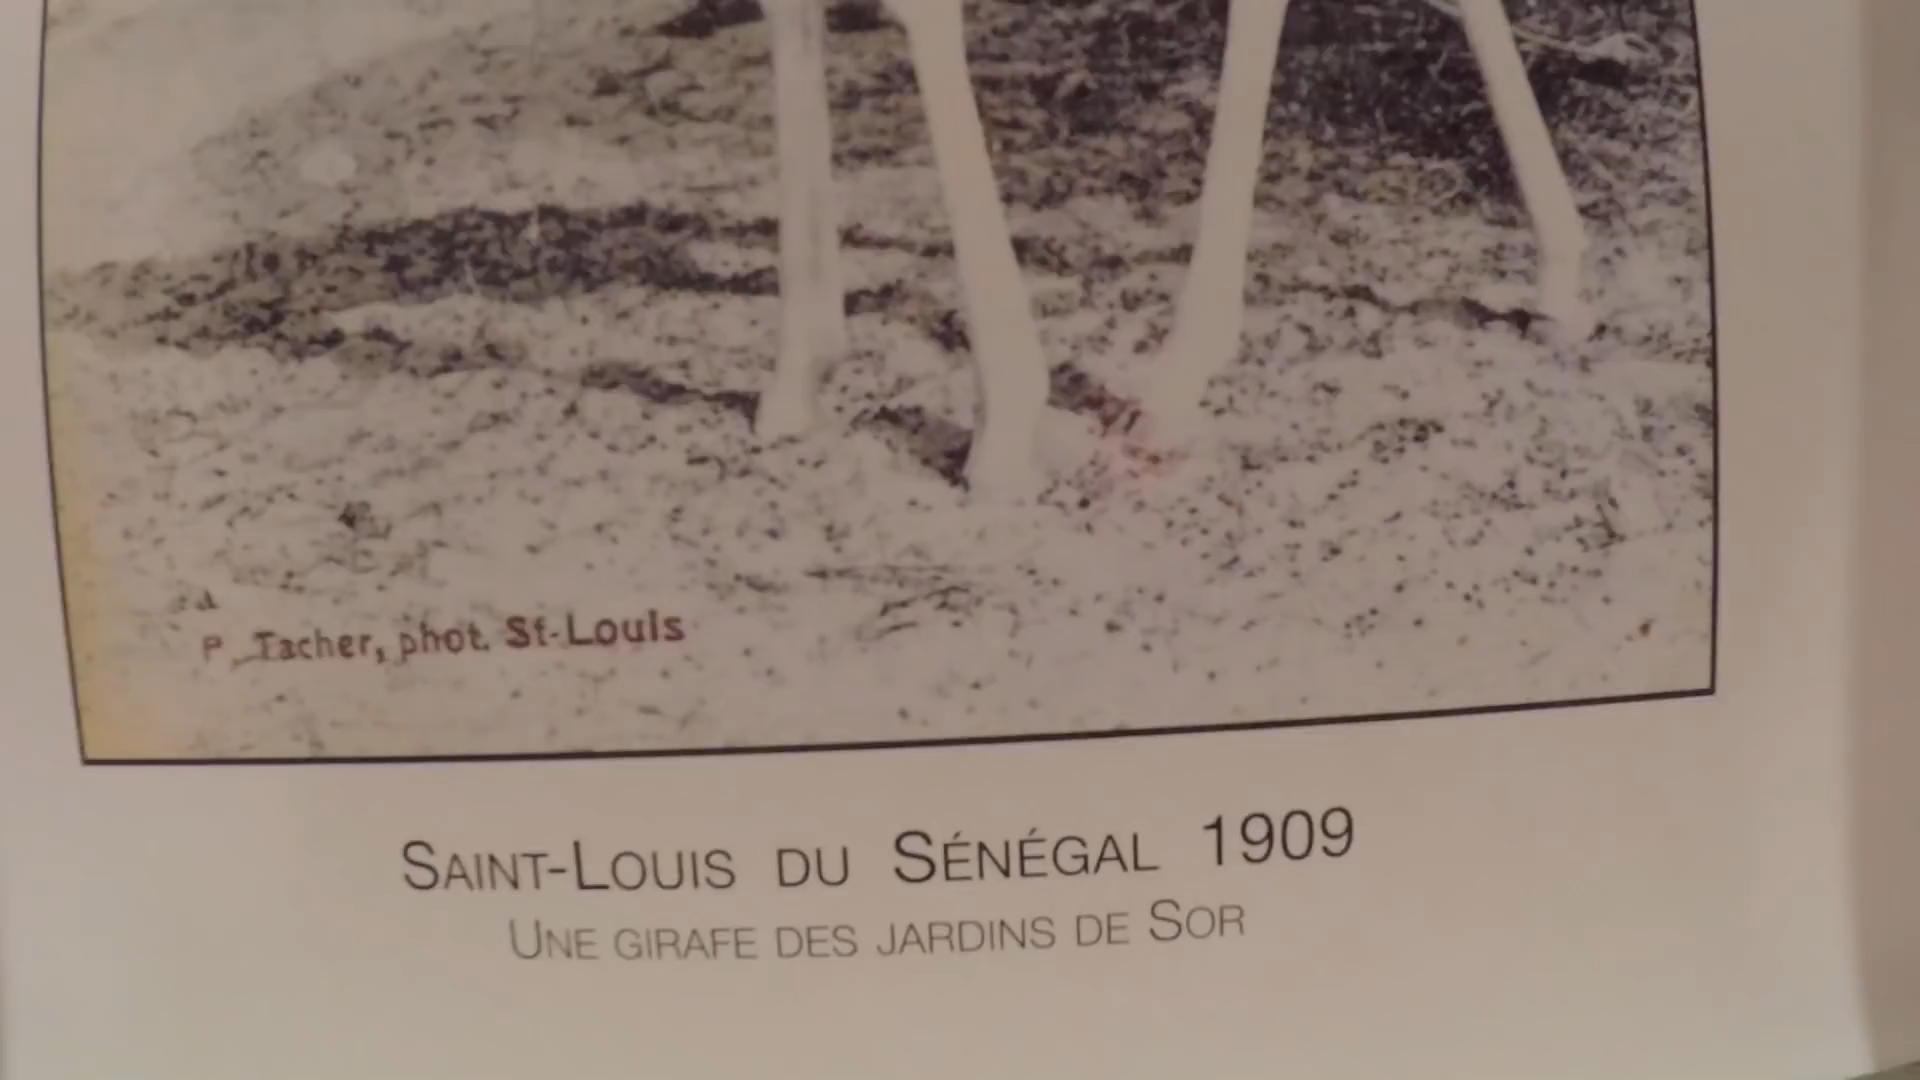 P. Tacher, phot. St-Louis
SAINT-LOUIS DU SÉNÉGAL 1909
UNE GIRAFE DES JARDINS DE SOR